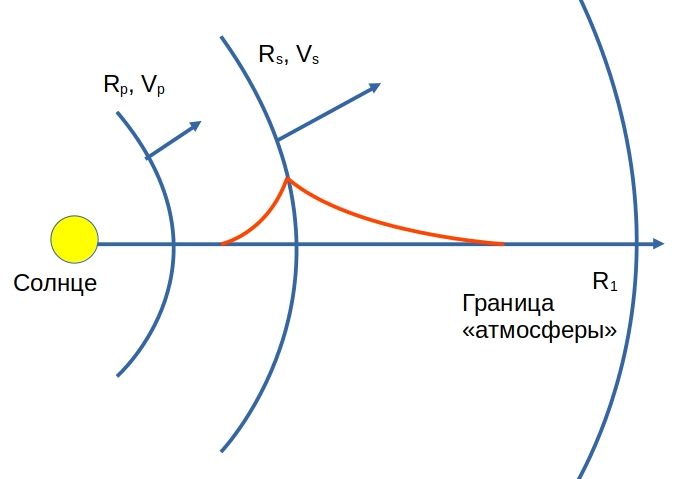 Rₛ, Vₛ
Rₚ, Vₚ
Солнце
R₁
Граница
«атмосферы»